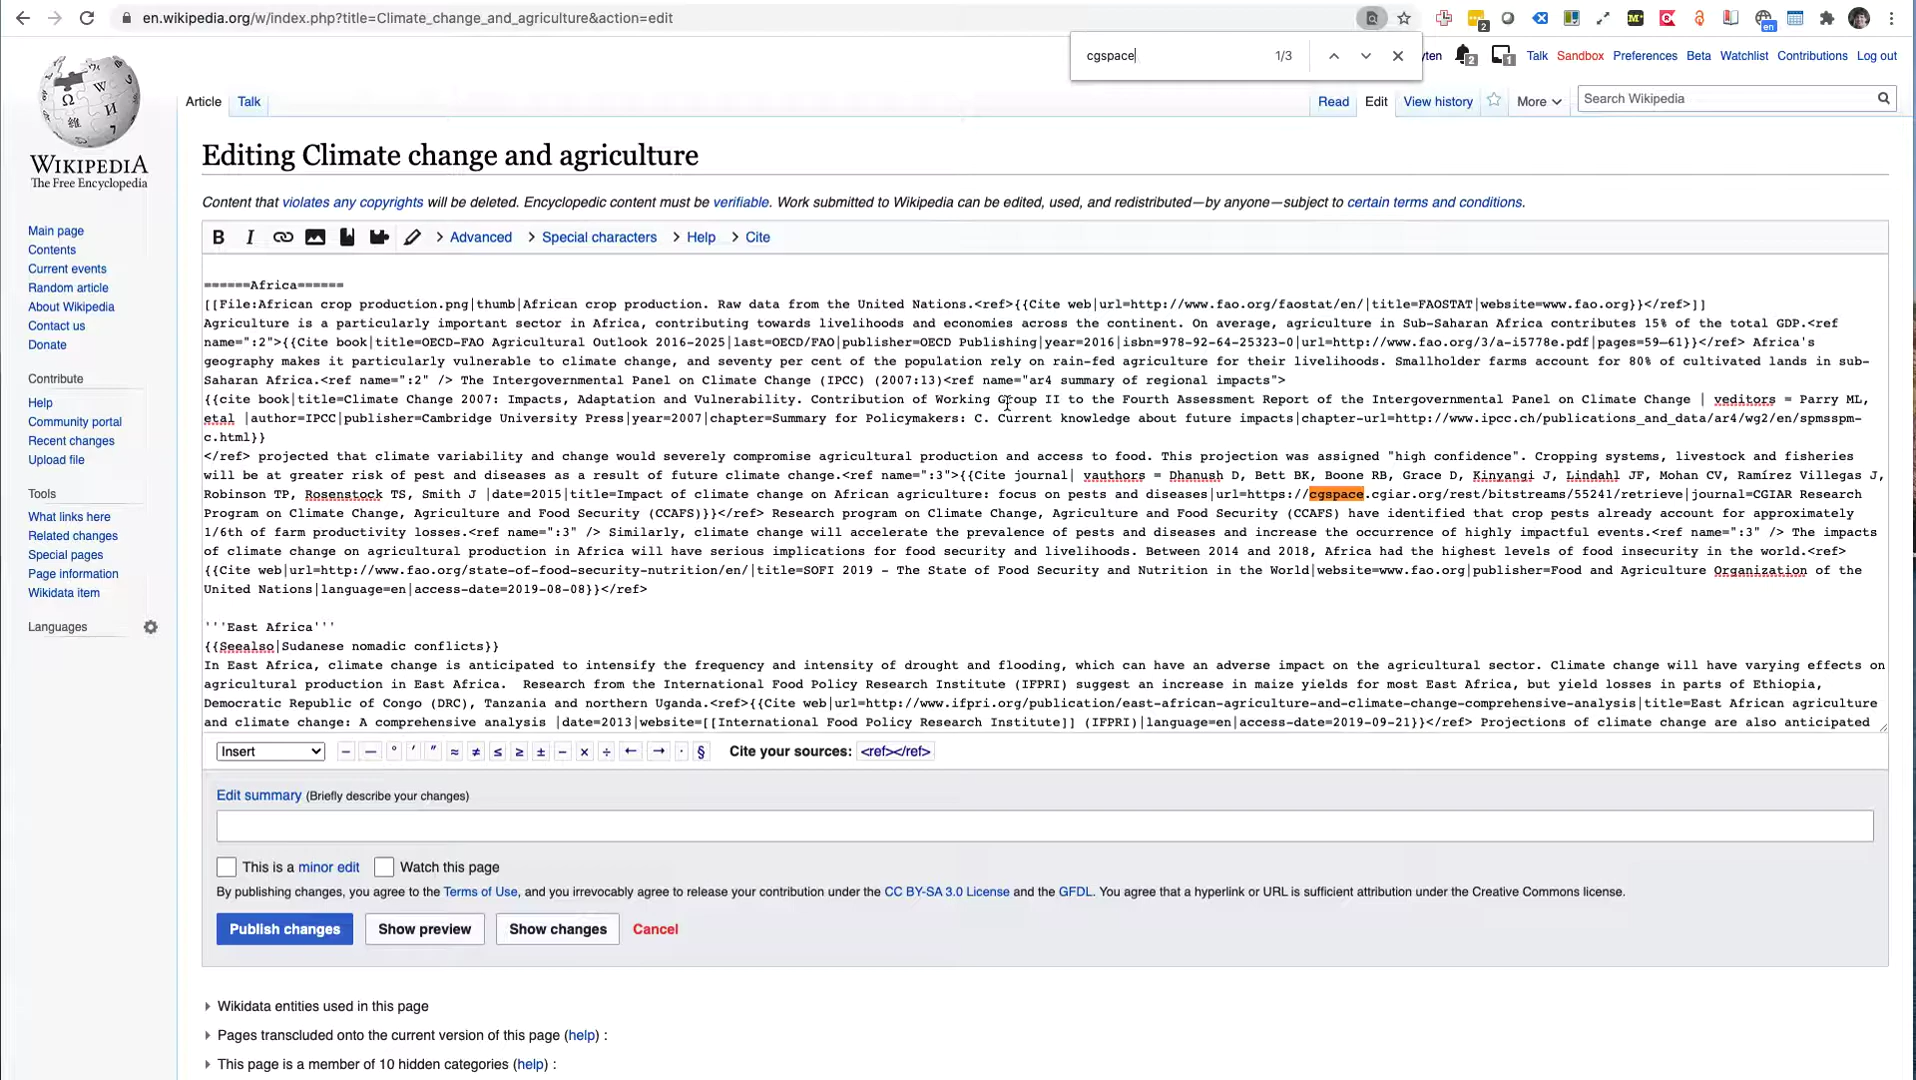 en.wikipedia.org/w/index.php?title=Climate_change_and_agriculture&action=edit
2
en
cgspace
1/3
yten
2
1
Talk
Sandbox
Preferences
Beta
Watchlist
Contributions
Log out
Article
Talk
Read
Edit
View history
More
Search Wikipedia
WIKIPEDIA
The Free Encyclopedia
Main page
Contents
Current events
Random article
About Wikipedia
Contact us
Donate
Contribute
Help
Community portal
Recent changes
Upload file
Tools
What links here
Related changes
Special pages
Page information
Wikidata item
Languages
Editing Climate change and agriculture
Content that violates any copyrights will be deleted. Encyclopedic content must be verifiable. Work submitted to Wikipedia can be edited, used, and redistributed—by anyone—subject to certain terms and conditions.
B I Advanced Special characters Help Cite
======Africa======
[[File:African crop production.png|thumb|African crop production. Raw data from the United Nations.<ref>{{Cite web|url=http://www.fao.org/faostat/en/|title=FAOSTAT|website=www.fao.org}}</ref>]]
Agriculture is a particularly important sector in Africa, contributing towards livelihoods and economies across the continent. On average, agriculture in Sub-Saharan Africa contributes 15% of the total GDP.<ref
name=":2">{{Cite book|title=OECD-FAO Agricultural Outlook 2016-2025|last=OECD/FAO|publisher=OECD Publishing|year=2016|isbn=978-92-64-25323-0|url=http://www.fao.org/3/a-i5778e.pdf|pages=59–61}}</ref> Africa's
geography makes it particularly vulnerable to climate change, and seventy per cent of the population rely on rain-fed agriculture for their livelihoods. Smallholder farms account for 80% of cultivated lands in sub-
Saharan Africa.<ref name=":2" /> The Intergovernmental Panel on Climate Change (IPCC) (2007:13)<ref name="ar4 summary of regional impacts">
{{cite book|title=Climate Change 2007: Impacts, Adaptation and Vulnerability. Contribution of Working Group II to the Fourth Assessment Report of the Intergovernmental Panel on Climate Change | veditors = Parry ML,
etal |author=IPCC|publisher=Cambridge University Press|year=2007|chapter=Summary for Policymakers: C. Current knowledge about future impacts|chapter-url=http://www.ipcc.ch/publications_and_data/ar4/wg2/en/spmsspm-
c.html}}
</ref> projected that climate variability and change would severely compromise agricultural production and access to food. This projection was assigned "high confidence". Cropping systems, livestock and fisheries
will be at greater risk of pest and diseases as a result of future climate change.<ref name=":3">{{Cite journal| vauthors = Dhanush D, Bett BK, Boone RB, Grace D, Kinyangi J, Lindahl JF, Mohan CV, Ramírez Villegas J,
Robinson TP, Rosenstock TS, Smith J |date=2015|title=Impact of climate change on African agriculture: focus on pests and diseases|url=https://cgspace.cgiar.org/rest/bitstreams/55241/retrieve|journal=CGIAR Research
Program on Climate Change, Agriculture and Food Security (CCAFS)}}</ref> Research program on Climate Change, Agriculture and Food Security (CCAFS) have identified that crop pests already account for approximately
1/6th of farm productivity losses.<ref name=":3" /> Similarly, climate change will accelerate the prevalence of pests and diseases and increase the occurrence of highly impactful events.<ref name=":3" /> The impacts
of climate change on agricultural production in Africa will have serious implications for food security and livelihoods. Between 2014 and 2018, Africa had the highest levels of food insecurity in the world.<ref>
{{Cite web|url=http://www.fao.org/state-of-food-security-nutrition/en/|title=SOFI 2019 - The State of Food Security and Nutrition in the World|website=www.fao.org|publisher=Food and Agriculture Organization of the
United Nations|language=en|access-date=2019-08-08}}</ref>
'''East Africa'''
{{Seealso|Sudanese nomadic conflicts}}
In East Africa, climate change is anticipated to intensify the frequency and intensity of drought and flooding, which can have an adverse impact on the agricultural sector. Climate change will have varying effects on
agricultural production in East Africa.  Research from the International Food Policy Research Institute (IFPRI) suggest an increase in maize yields for most East Africa, but yield losses in parts of Ethiopia,
Democratic Republic of Congo (DRC), Tanzania and northern Uganda.<ref>{{Cite web|url=http://www.ifpri.org/publication/east-african-agriculture-and-climate-change-comprehensive-analysis|title=East African agriculture
and climate change: A comprehensive analysis |date=2013|website=[[International Food Policy Research Institute]] (IFPRI)|language=en|access-date=2019-09-21}}</ref> Projections of climate change are also anticipated
Insert – — ° ′ ″ ≈ ≠ ≤ ≥ ± − × ÷ ← → · § Cite your sources: <ref></ref>
Edit summary (Briefly describe your changes)
This is a minor edit
Watch this page
By publishing changes, you agree to the Terms of Use, and you irrevocably agree to release your contribution under the CC BY-SA 3.0 License and the GFDL. You agree that a hyperlink or URL is sufficient attribution under the Creative Commons license.
Publish changes
Show preview
Show changes
Cancel
Wikidata entities used in this page
Pages transcluded onto the current version of this page (help) :
This page is a member of 10 hidden categories (help) :